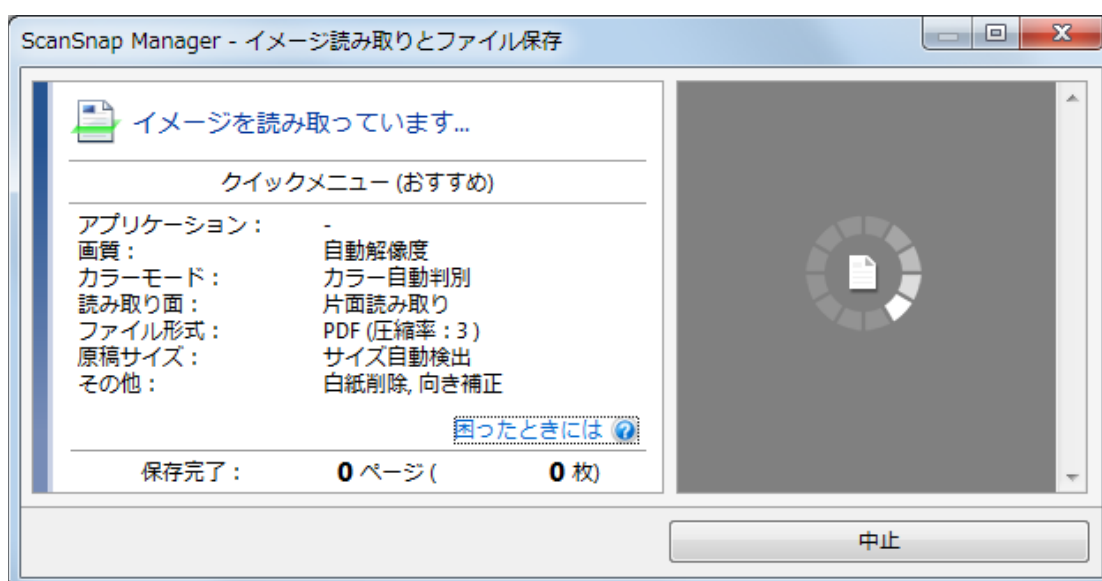 ScanSnap Manager - イメージ読み取りとファイル保存
イメージを読み取っています...
クイックメニュー (おすすめ)
アプリケーション： -
画質： 自動解像度
カラーモード： カラー自動判別
読み取り面： 片面読み取り
ファイル形式： PDF (圧縮率 : 3 )
原稿サイズ： サイズ自動検出
その他： 白紙削除, 向き補正
困ったときには ?
保存完了： 0 ページ ( 0 枚)
中止